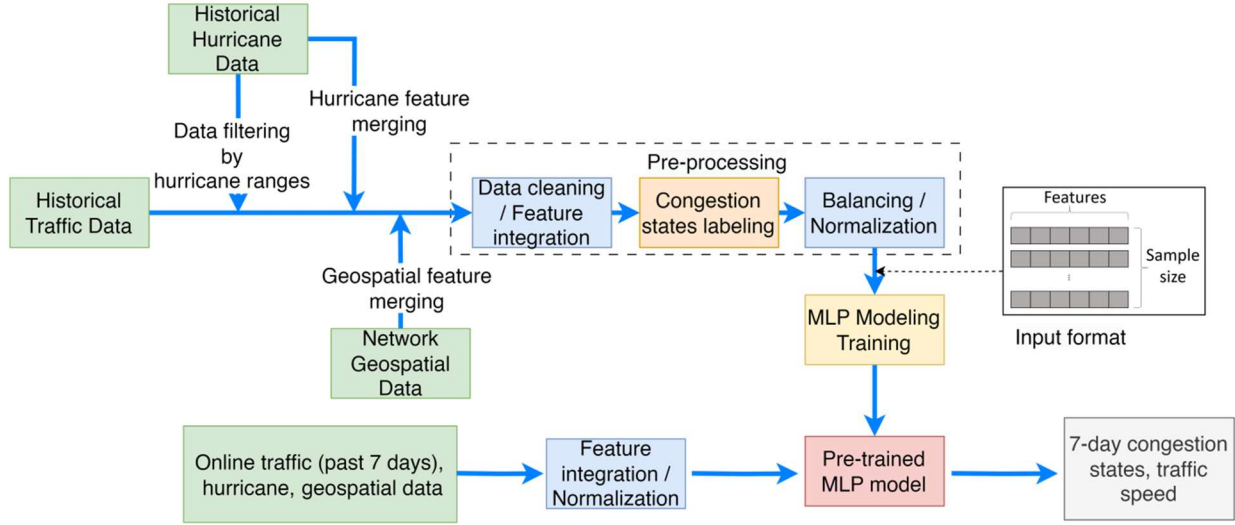 Historical
Hurricane
Data
Hurricane feature
merging
Data filtering
by
hurricane ranges
Historical
Traffic Data
Pre-processing
Data cleaning
/ Feature
integration
Congestion
states labeling
Balancing /
Normalization
Features
Sample
size
Input format
Geospatial feature
merging
Network
Geospatial
Data
MLP Modeling
Training
Online traffic (past 7 days),
hurricane, geospatial data
Feature
integration /
Normalization
Pre-trained
MLP model
7-day congestion
states, traffic
speed